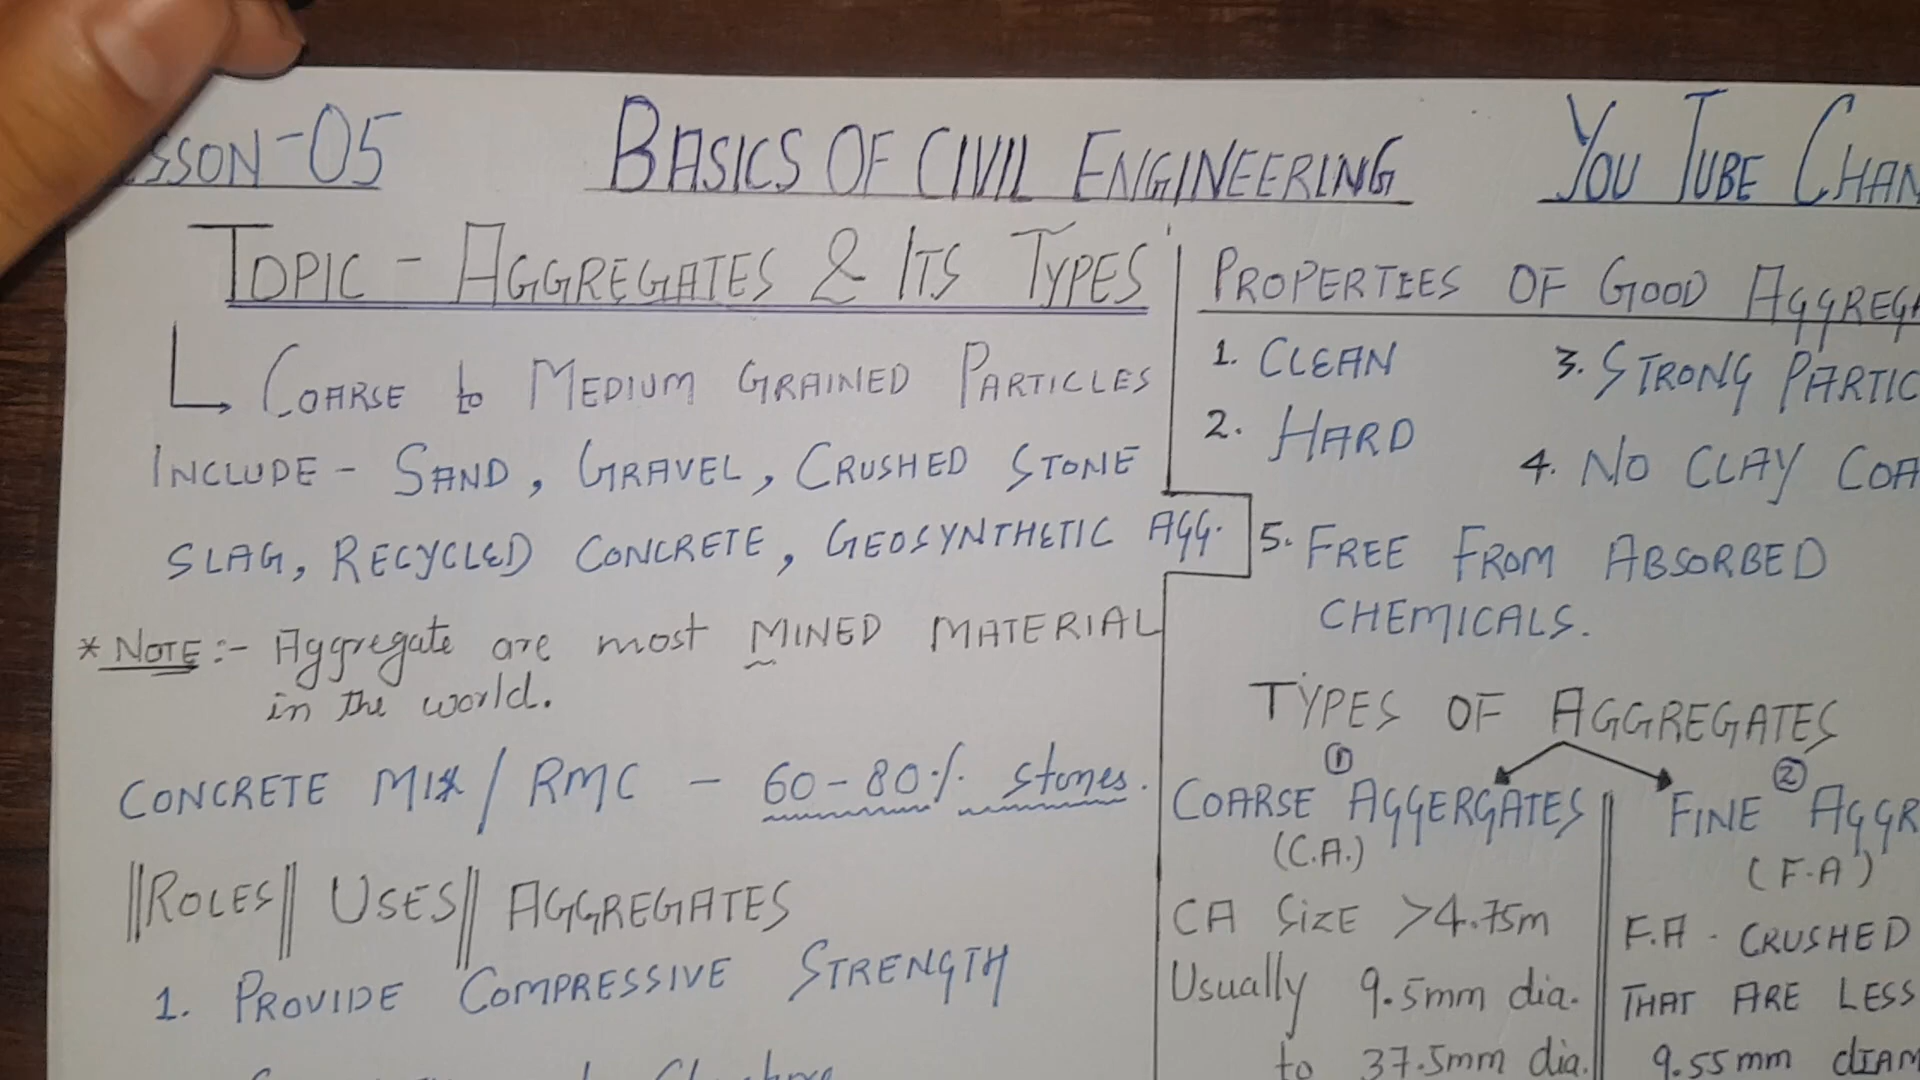 SSON-05
BASICS OF CIVIL ENGINEERING
YOU TUBE CHAN
TOPIC - AGGREGATES & ITS TYPES
COARSE to MEDIUM GRAINED PARTICLES
INCLUDE - SAND, GRAVEL, CRUSHED STONE
SLAG, RECYCLED CONCRETE, GEOSYNTHETIC AGG.
* NOTE :- Aggregate are most MINED MATERIAL
in the world.
CONCRETE MIX / RMC - 60-80% stones.
||ROLES|| USES|| AGGREGATES
1. PROVIDE COMPRESSIVE STRENGTH
PROPERTIES OF GOOD AGGREGA
1. CLEAN
2. HARD
3. STRONG PARTIC
4. NO CLAY COA
5. FREE FROM ABSORBED
CHEMICALS.
TYPES OF AGGREGATES
①
COARSE AGGERGATES
(C.A.)
CA SIZE >4.75m
Usually 9.5mm dia.
to 37.5mm dia.
②
FINE AGGR
(F.A)
F.A - CRUSHED
THAT ARE LESS
9.55mm DIAM